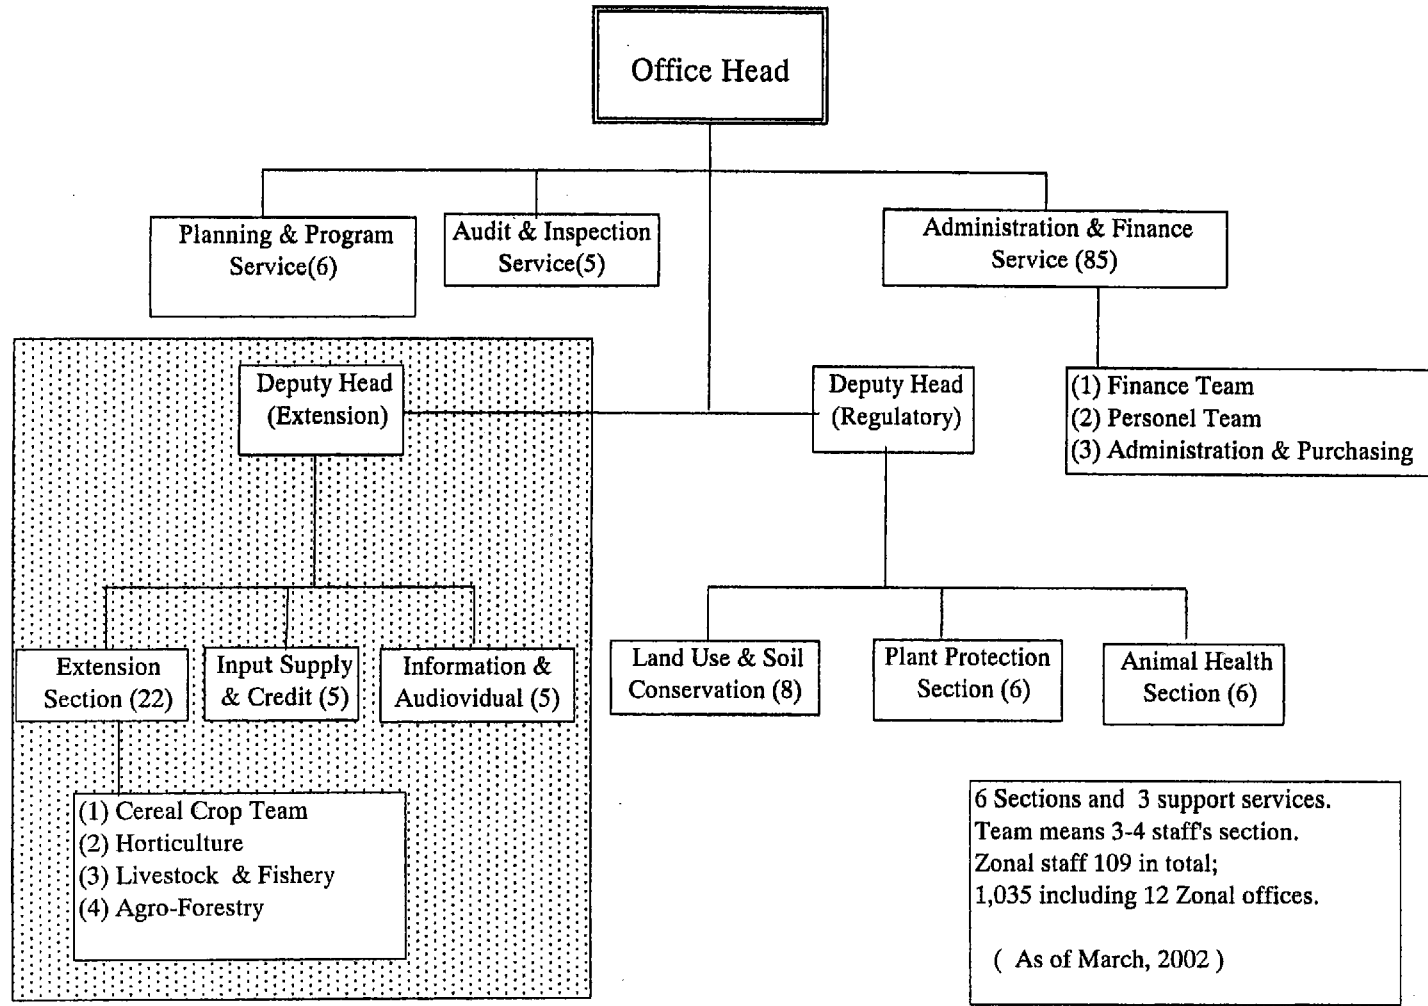 Office Head
Planning & Program
Service(6)
Audit & Inspection
Service(5)
Administration & Finance
Service (85)
Deputy Head
(Extension)
Deputy Head
(Regulatory)
(1) Finance Team
(2) Personel Team
(3) Administration & Purchasing
Extension
Section (22)
Input Supply
& Credit (5)
Information &
Audiovidual (5)
Land Use & Soil
Conservation (8)
Plant Protection
Section (6)
Animal Health
Section (6)
(1) Cereal Crop Team
(2) Horticulture
(3) Livestock & Fishery
(4) Agro-Forestry
6 Sections and 3 support services.
Team means 3-4 staff's section.
Zonal staff 109 in total;
1,035 including 12 Zonal offices.
( As of March, 2002 )